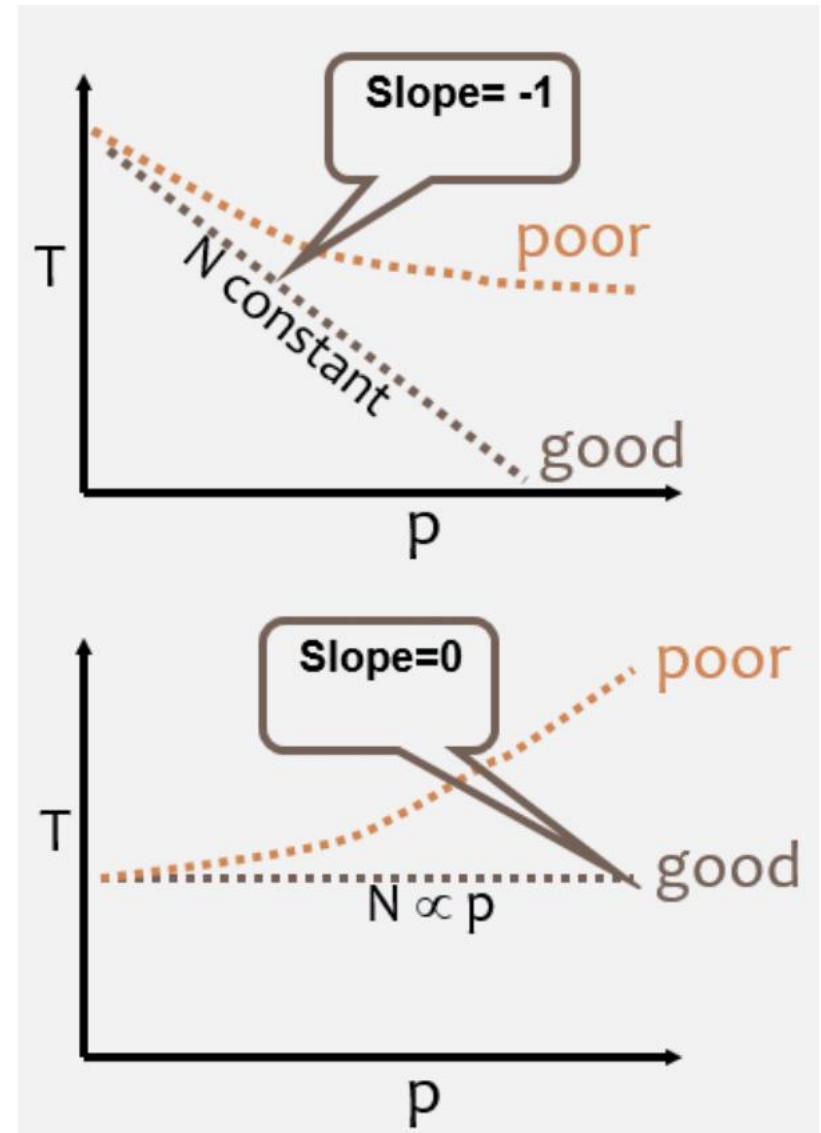 Slope= -1
poor
T
N constant
good
p
Slope=0
poor
T
good
N ∝ p
p